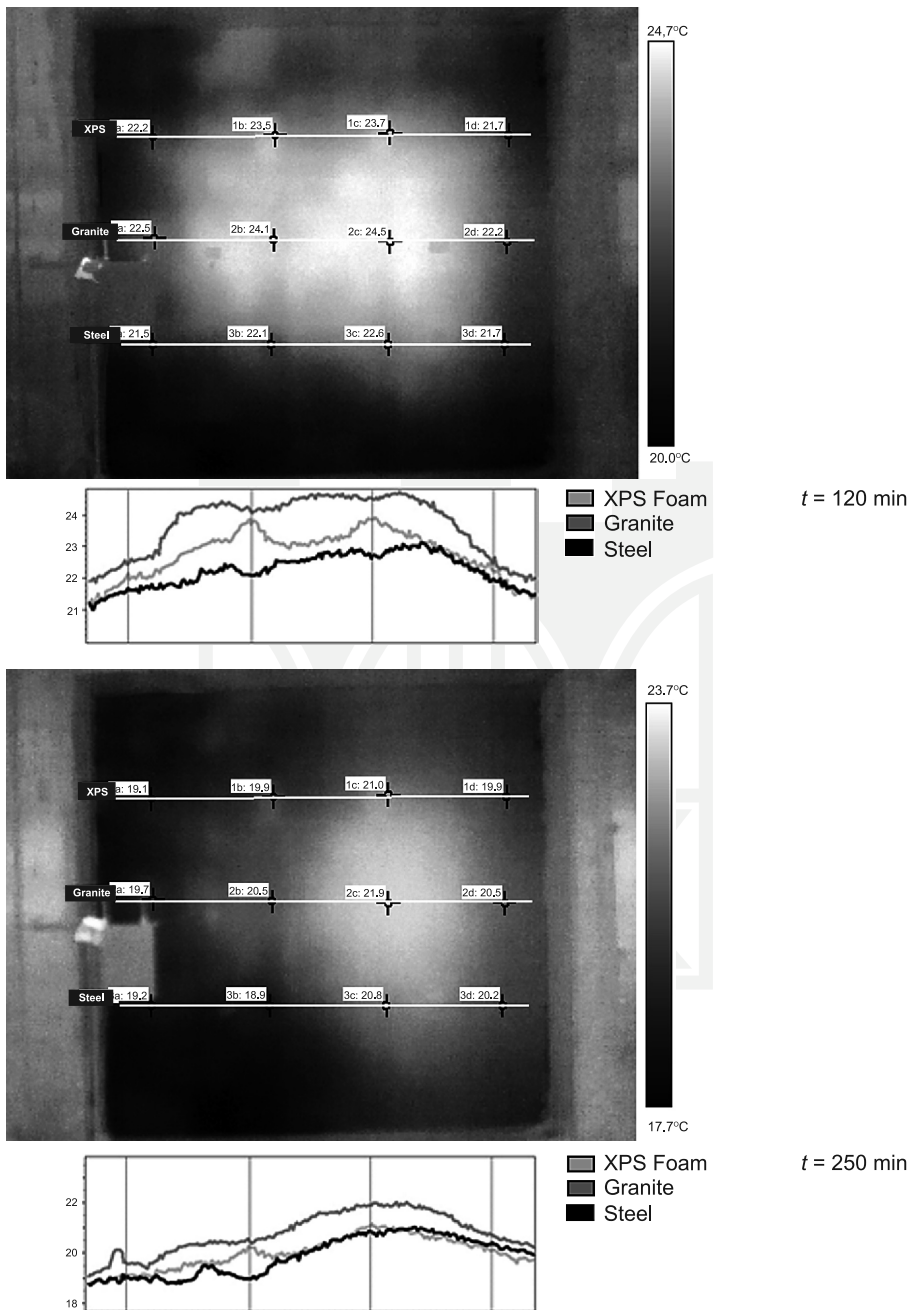 24,7°C
XPS
a: 22.2
1b: 23.5
1c: 23.7
1d: 21.7
Granite
a: 22.5
2b: 24.1
2c: 24.5
2d: 22.2
Steel
a: 21.5
3b: 22.1
3c: 22.6
3d: 21.7
20.0°C
24
23
22
21
XPS Foam
Granite
Steel
t = 120 min
23.7°C
XPS
a: 19.1
1b: 19.9
1c: 21.0
1d: 19.9
Granite
a: 19.7
2b: 20.5
2c: 21.9
2d: 20.5
Steel
3a: 19.2
3b: 18.9
3c: 20.8
3d: 20.2
17.7°C
22
20
18
XPS Foam
Granite
Steel
t = 250 min